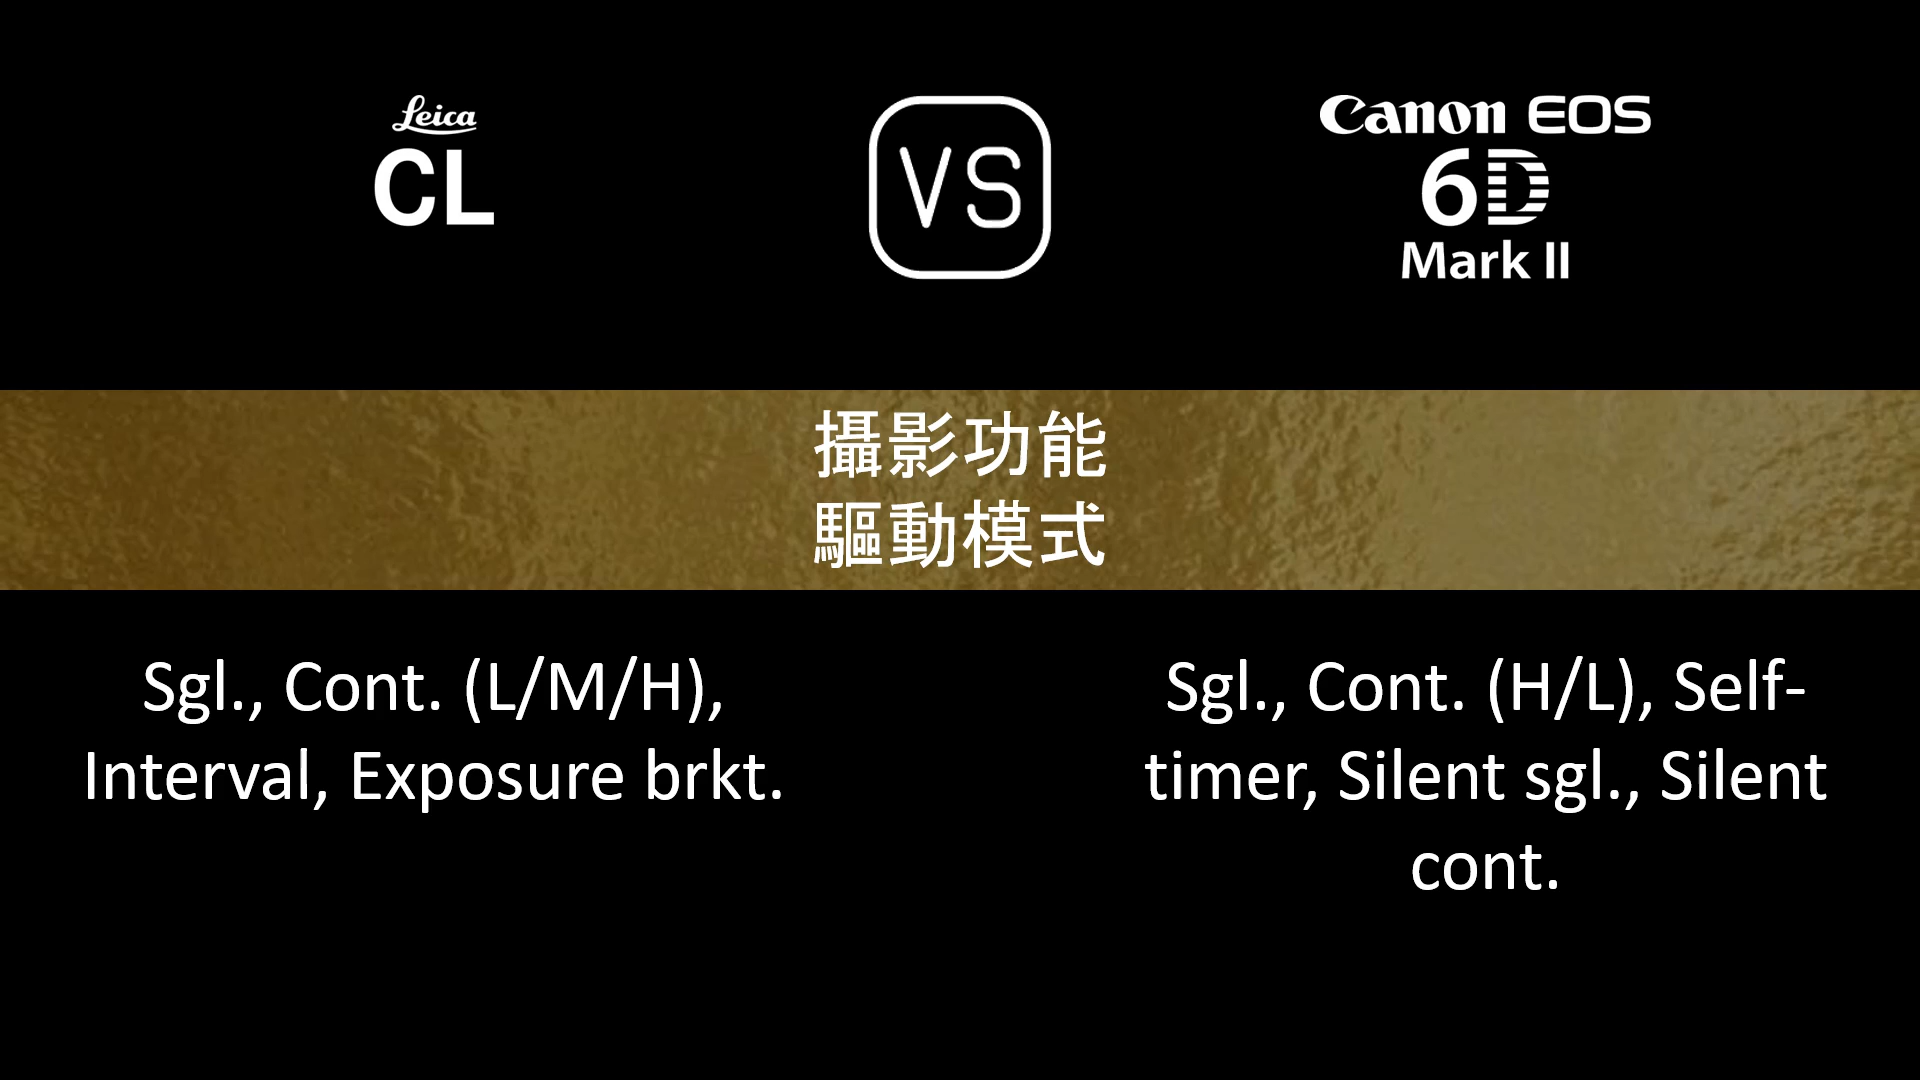 Leica
CL
VS
Canon EOS
6D
Mark II
攝影功能
驅動模式
Sgl., Cont. (L/M/H),
Interval, Exposure brkt.
Sgl., Cont. (H/L), Self-
timer, Silent sgl., Silent
cont.